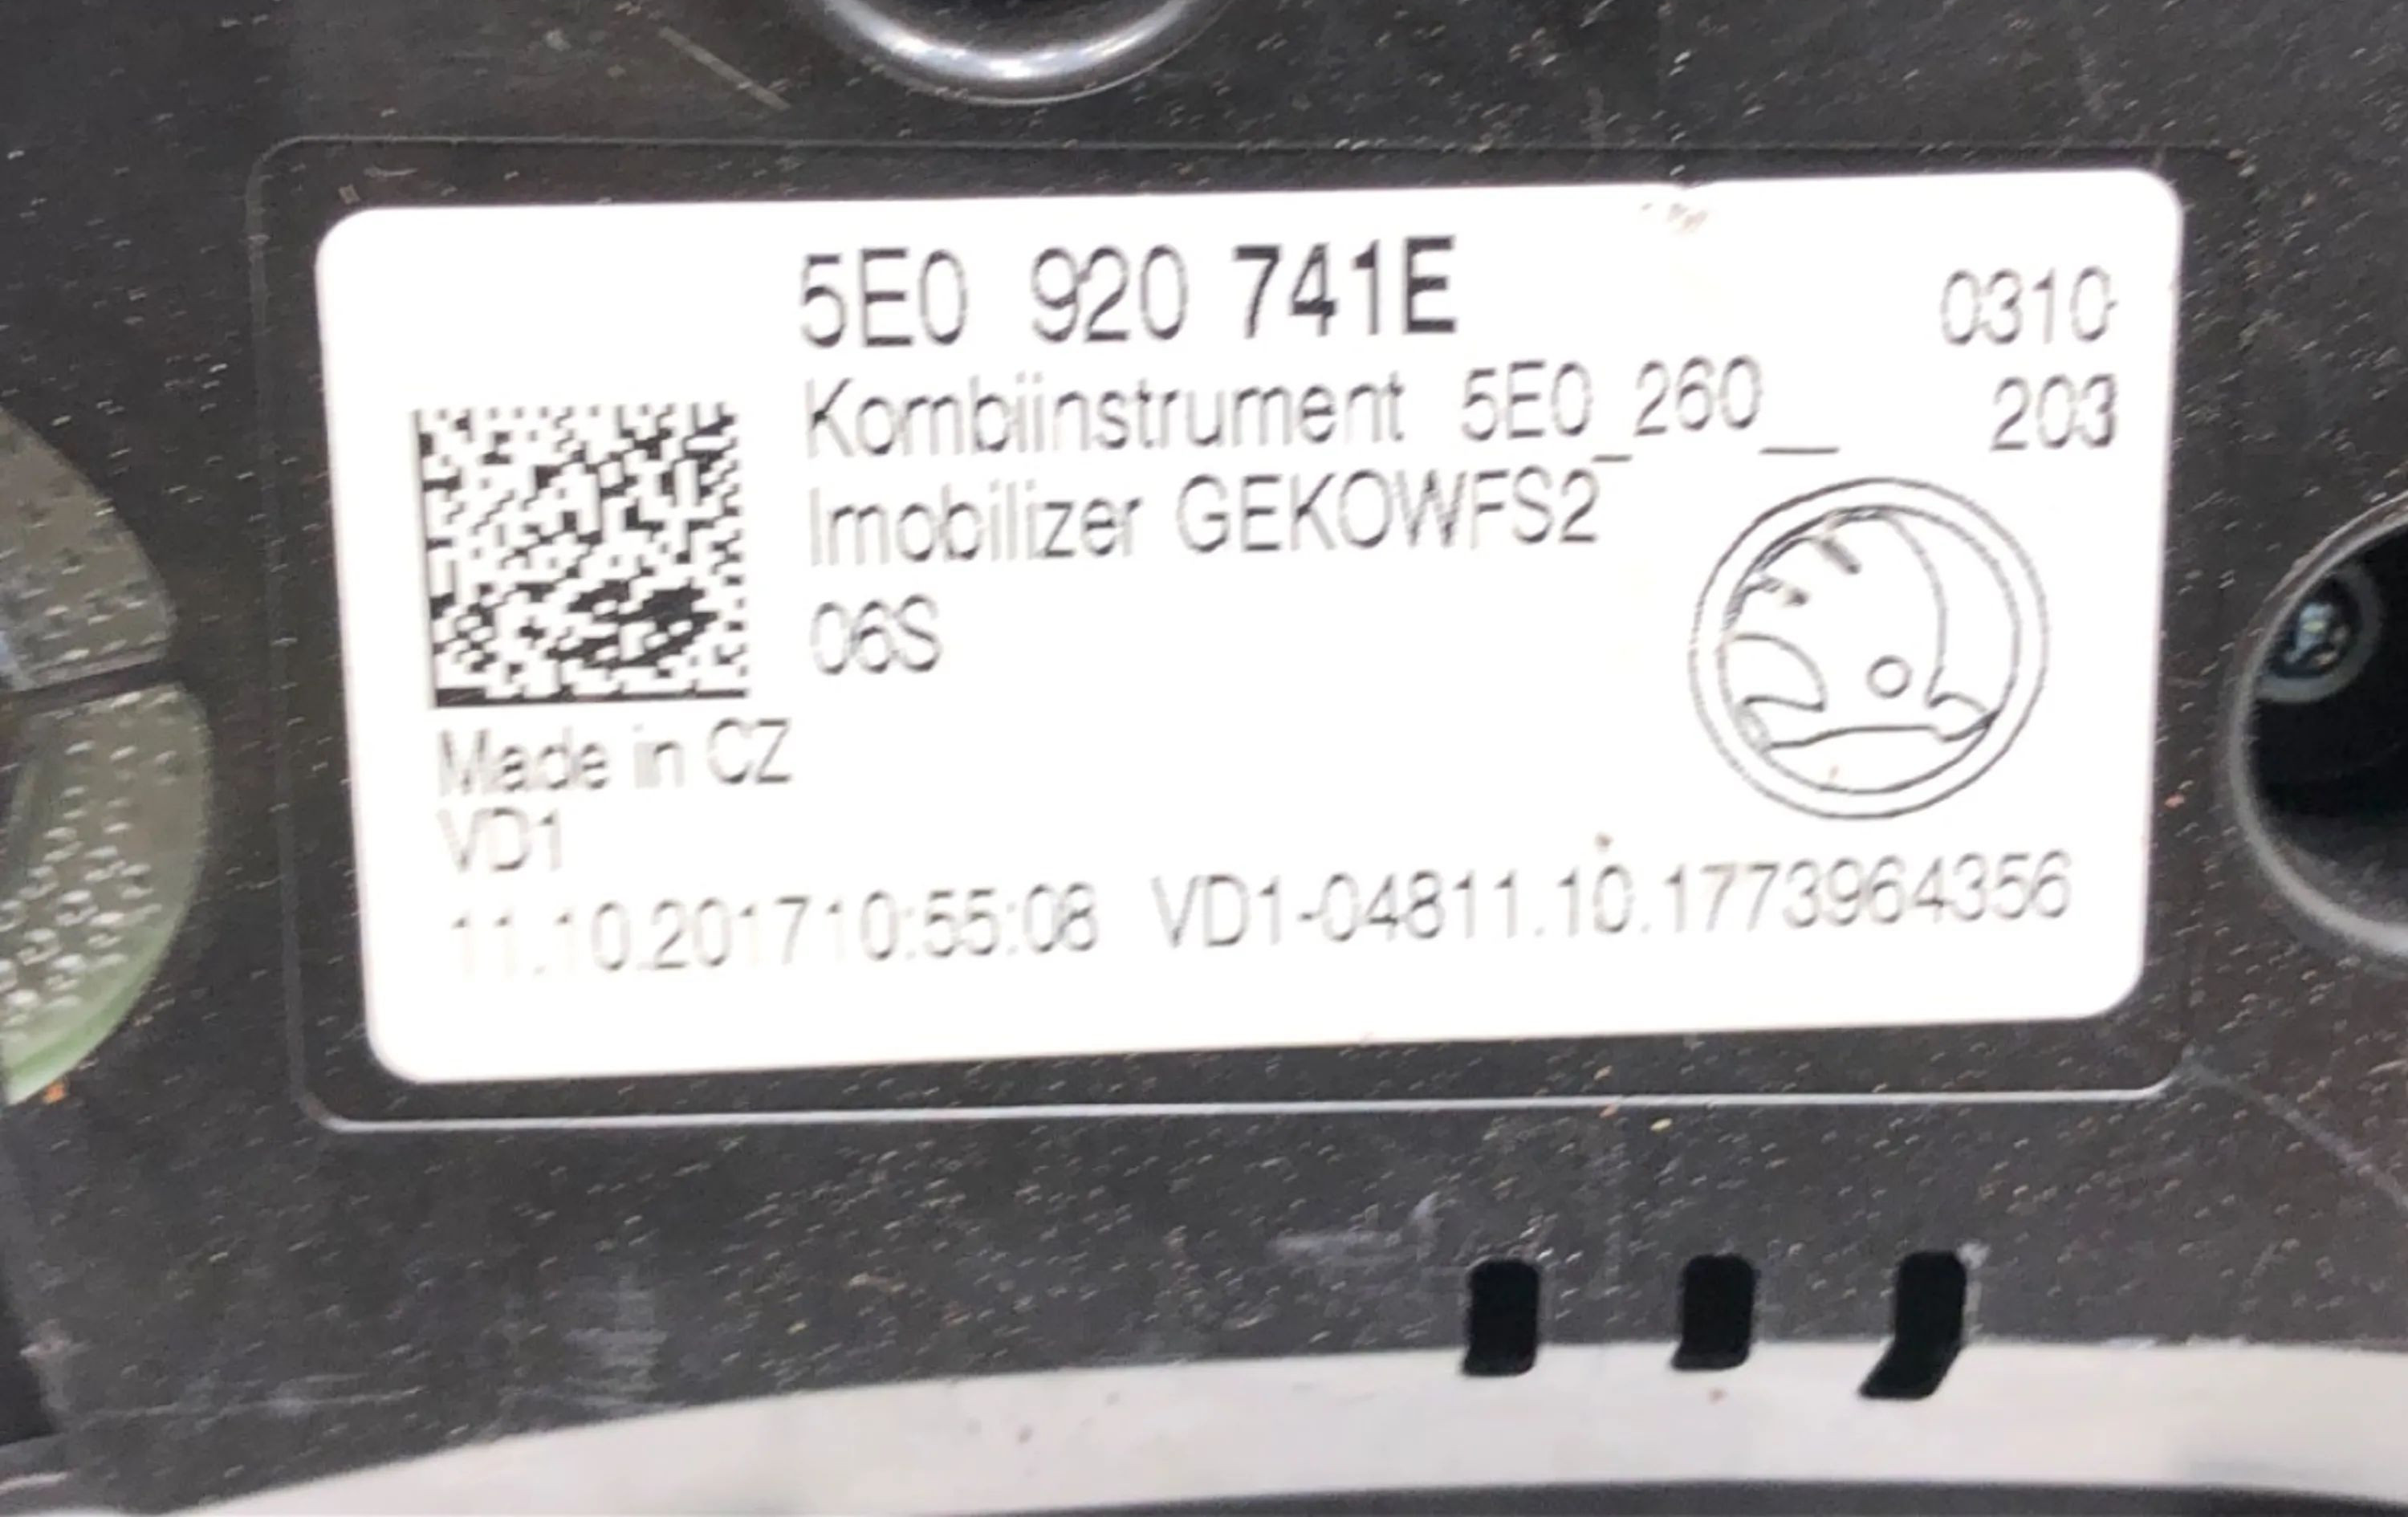 5E0 920 741E 0310
Kombiinstrument 5E0_260__ 203
Imobilizer GEKOWFS2
06S
Made in CZ
VD1
11.10.201710:55:08 VD1-04811.10.1773964356